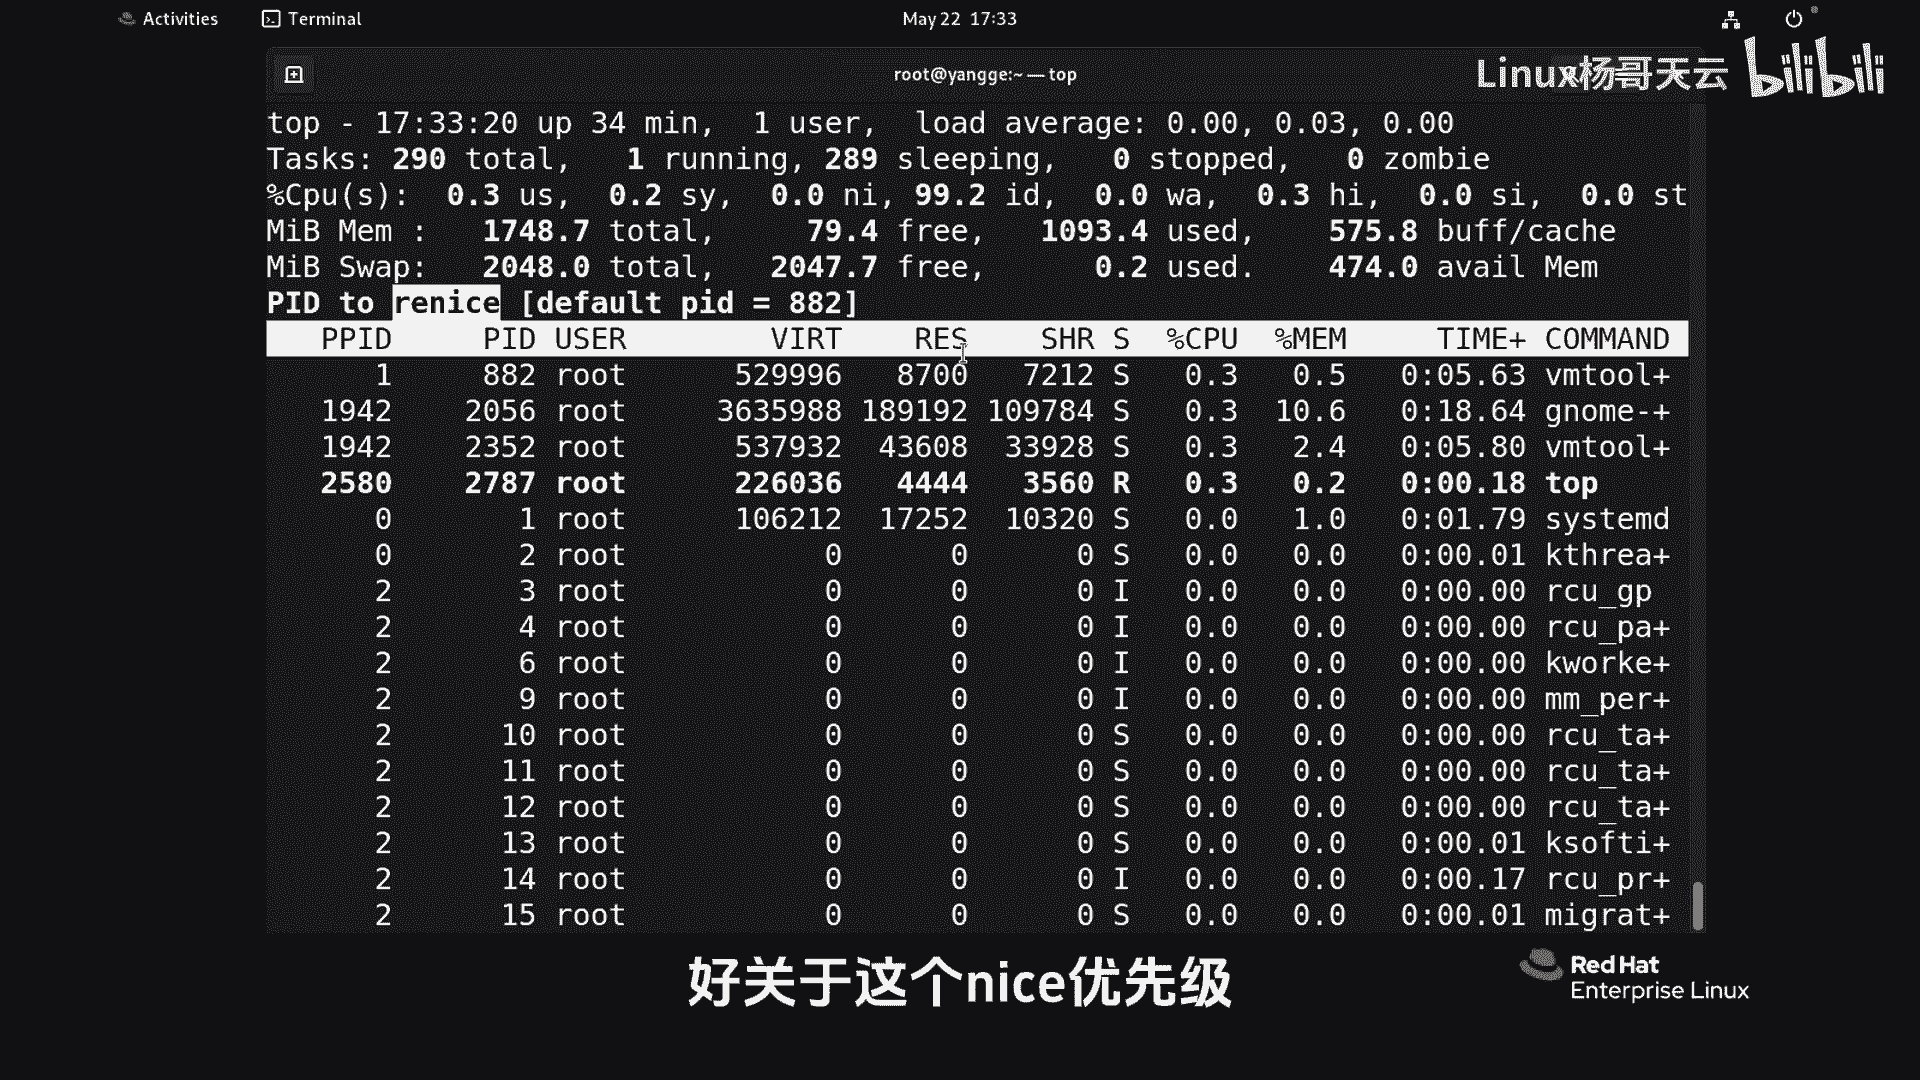 Activities Terminal May 22 17:33
root@yangge:~ — top
Linux杨哥天云 bilibili
top - 17:33:20 up 34 min, 1 user, load average: 0.00, 0.03, 0.00
Tasks: 290 total, 1 running, 289 sleeping, 0 stopped, 0 zombie
%Cpu(s): 0.3 us, 0.2 sy, 0.0 ni, 99.2 id, 0.0 wa, 0.3 hi, 0.0 si, 0.0 st
MiB Mem : 1748.7 total, 79.4 free, 1093.4 used, 575.8 buff/cache
MiB Swap: 2048.0 total, 2047.7 free, 0.2 used. 474.0 avail Mem
PID to renice [default pid = 882]
PPID PID USER VIRT RES SHR S %CPU %MEM TIME+ COMMAND
1 882 root 529996 8700 7212 S 0.3 0.5 0:05.63 vmtool+
1942 2056 root 3635988 189192 109784 S 0.3 10.6 0:18.64 gnome-+
1942 2352 root 537932 43608 33928 S 0.3 2.4 0:05.80 vmtool+
2580 2787 root 226036 4444 3560 R 0.3 0.2 0:00.18 top
0 1 root 106212 17252 10320 S 0.0 1.0 0:01.79 systemd
0 2 root 0 0 0 S 0.0 0.0 0:00.01 kthrea+
2 3 root 0 0 0 I 0.0 0.0 0:00.00 rcu_gp
2 4 root 0 0 0 I 0.0 0.0 0:00.00 rcu_pa+
2 6 root 0 0 0 I 0.0 0.0 0:00.00 kworke+
2 9 root 0 0 0 I 0.0 0.0 0:00.00 mm_per+
2 10 root 0 0 0 S 0.0 0.0 0:00.00 rcu_ta+
2 11 root 0 0 0 S 0.0 0.0 0:00.00 rcu_ta+
2 12 root 0 0 0 S 0.0 0.0 0:00.00 rcu_ta+
2 13 root 0 0 0 S 0.0 0.0 0:00.01 ksofti+
2 14 root 0 0 0 I 0.0 0.0 0:00.17 rcu_pr+
2 15 root 0 0 0 S 0.0 0.0 0:00.01 migrat+
好关于这个nice优先级
Red Hat
Enterprise Linux